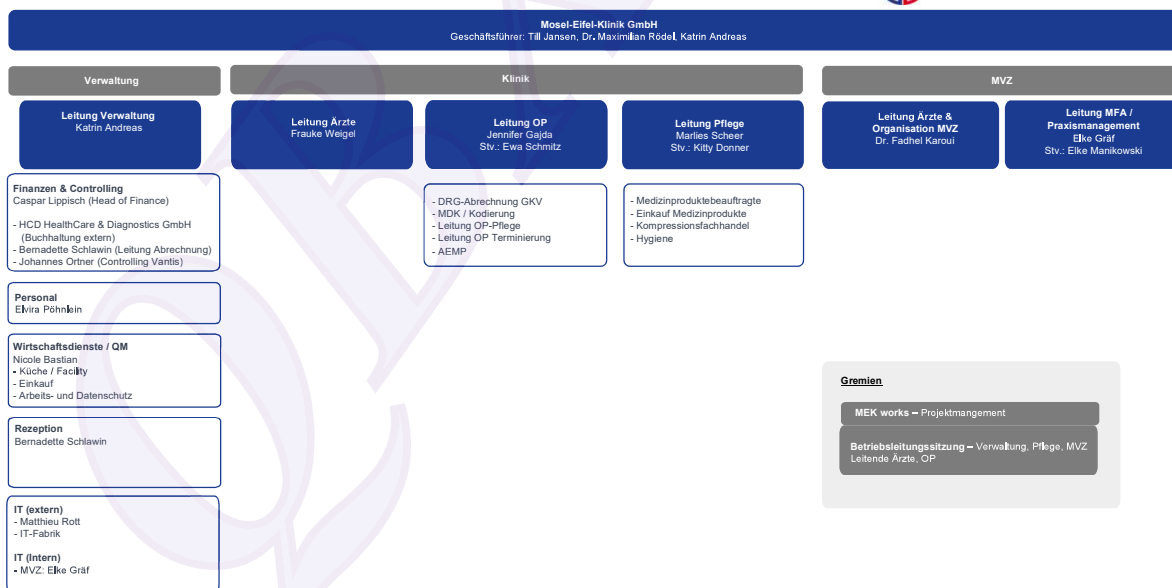 Mosel-Eifel-Klinik GmbH
Geschäftsführer: Till Jansen, Dr. Maximilian Rödel, Katrin Andreas
Verwaltung
Klinik
MVZ
Leitung Verwaltung
Katrin Andreas
Leitung Ärzte
Frauke Weigel
Leitung OP
Jennifer Gajda
Stv.: Ewa Schmitz
Leitung Pflege
Marlies Scheer
Stv.: Kitty Donner
Leitung Ärzte &
Organisation MVZ
Dr. Fadhel Karoui
Leitung MFA /
Praxismanagement
Elke Gräf
Stv.: Elke Manikowski
Finanzen & Controlling
Caspar Lippisch (Head of Finance)
- HCD HealthCare & Diagnostics GmbH
(Buchhaltung extern)
- Bernadette Schlawin (Leitung Abrechnung)
- Johannes Ortner (Controlling Vantis)
- DRG-Abrechnung GKV
- MDK / Kodierung
- Leitung OP-Pflege
- Leitung OP Terminierung
- AEMP
- Medizinproduktebeauftragte
- Einkauf Medizinprodukte
- Kompressionsfachhandel
- Hygiene
Personal
Elvira Pöhnlein
Wirtschaftsdienste / QM
Nicole Bastian
- Küche / Facility
- Einkauf
- Arbeits- und Datenschutz
Rezeption
Bernadette Schlawin
IT (extern)
- Matthieu Rott
- IT-Fabrik
IT (Intern)
- MVZ: Elke Gräf
Gremien
MEK works – Projektmangement
Betriebsleitungssitzung – Verwaltung, Pflege, MVZ
Leitende Ärzte, OP